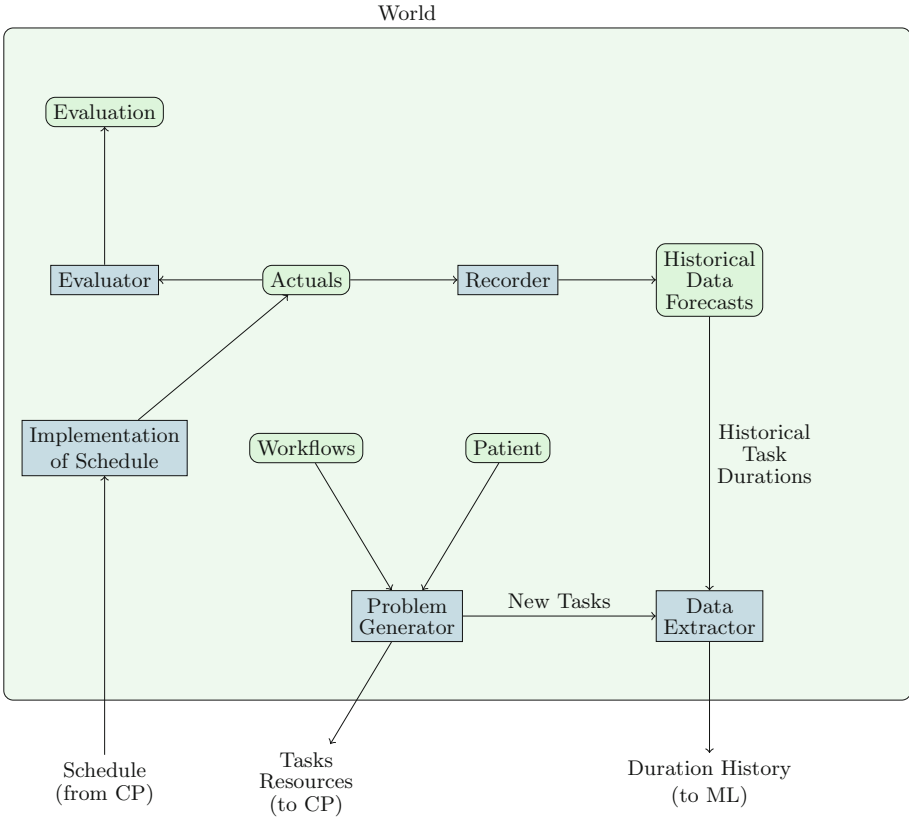 World
Evaluation
Evaluator
Actuals
Recorder
Historical
Data
Forecasts
Implementation
of Schedule
Workflows
Patient
Historical
Task
Durations
Problem
Generator
New Tasks
Data
Extractor
Schedule
(from CP)
Tasks
Resources
(to CP)
Duration History
(to ML)